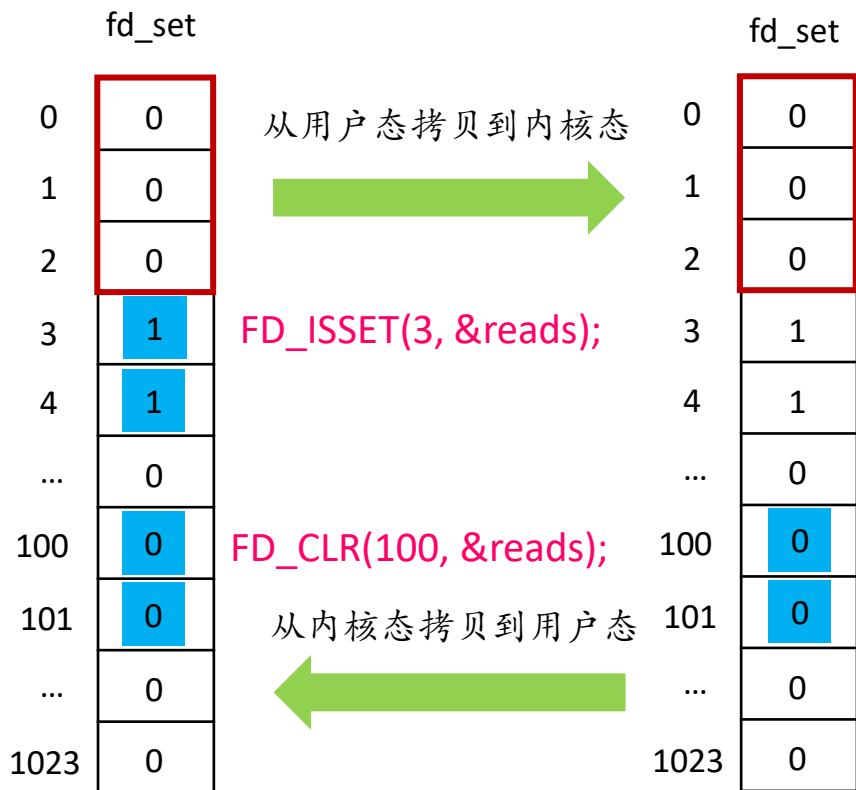 fd_set fd_set
0 0 从用户态拷贝到内核态 0 0
1 0 1 0
2 0 2 0
3 1 FD_ISSET(3, &reads); 3 1
4 1 4 1
... 0 ... 0
100 0 FD_CLR(100, &reads); 100 0
101 0 从内核态拷贝到用户态 101 0
... 0 ... 0
1023 0 1023 0